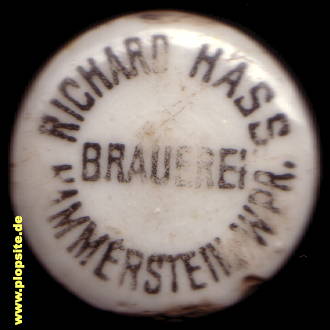 RICHARD HASS
BRAUEREI
HAMMERSTEIN WPR.
www.plopsite.de